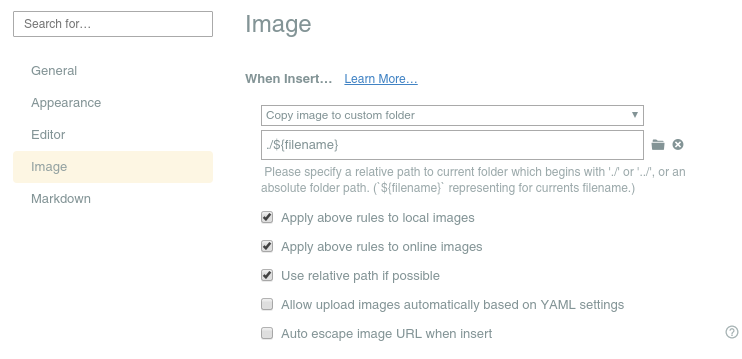 Search for…
Image
When Insert… Learn More…
General
Appearance
Editor
Image
Markdown
Copy image to custom folder
./${filename}
Please specify a relative path to current folder which begins with './' or '../', or an
absolute folder path. (`${filename}` representing for currents filename.)
Apply above rules to local images
Apply above rules to online images
Use relative path if possible
Allow upload images automatically based on YAML settings
Auto escape image URL when insert